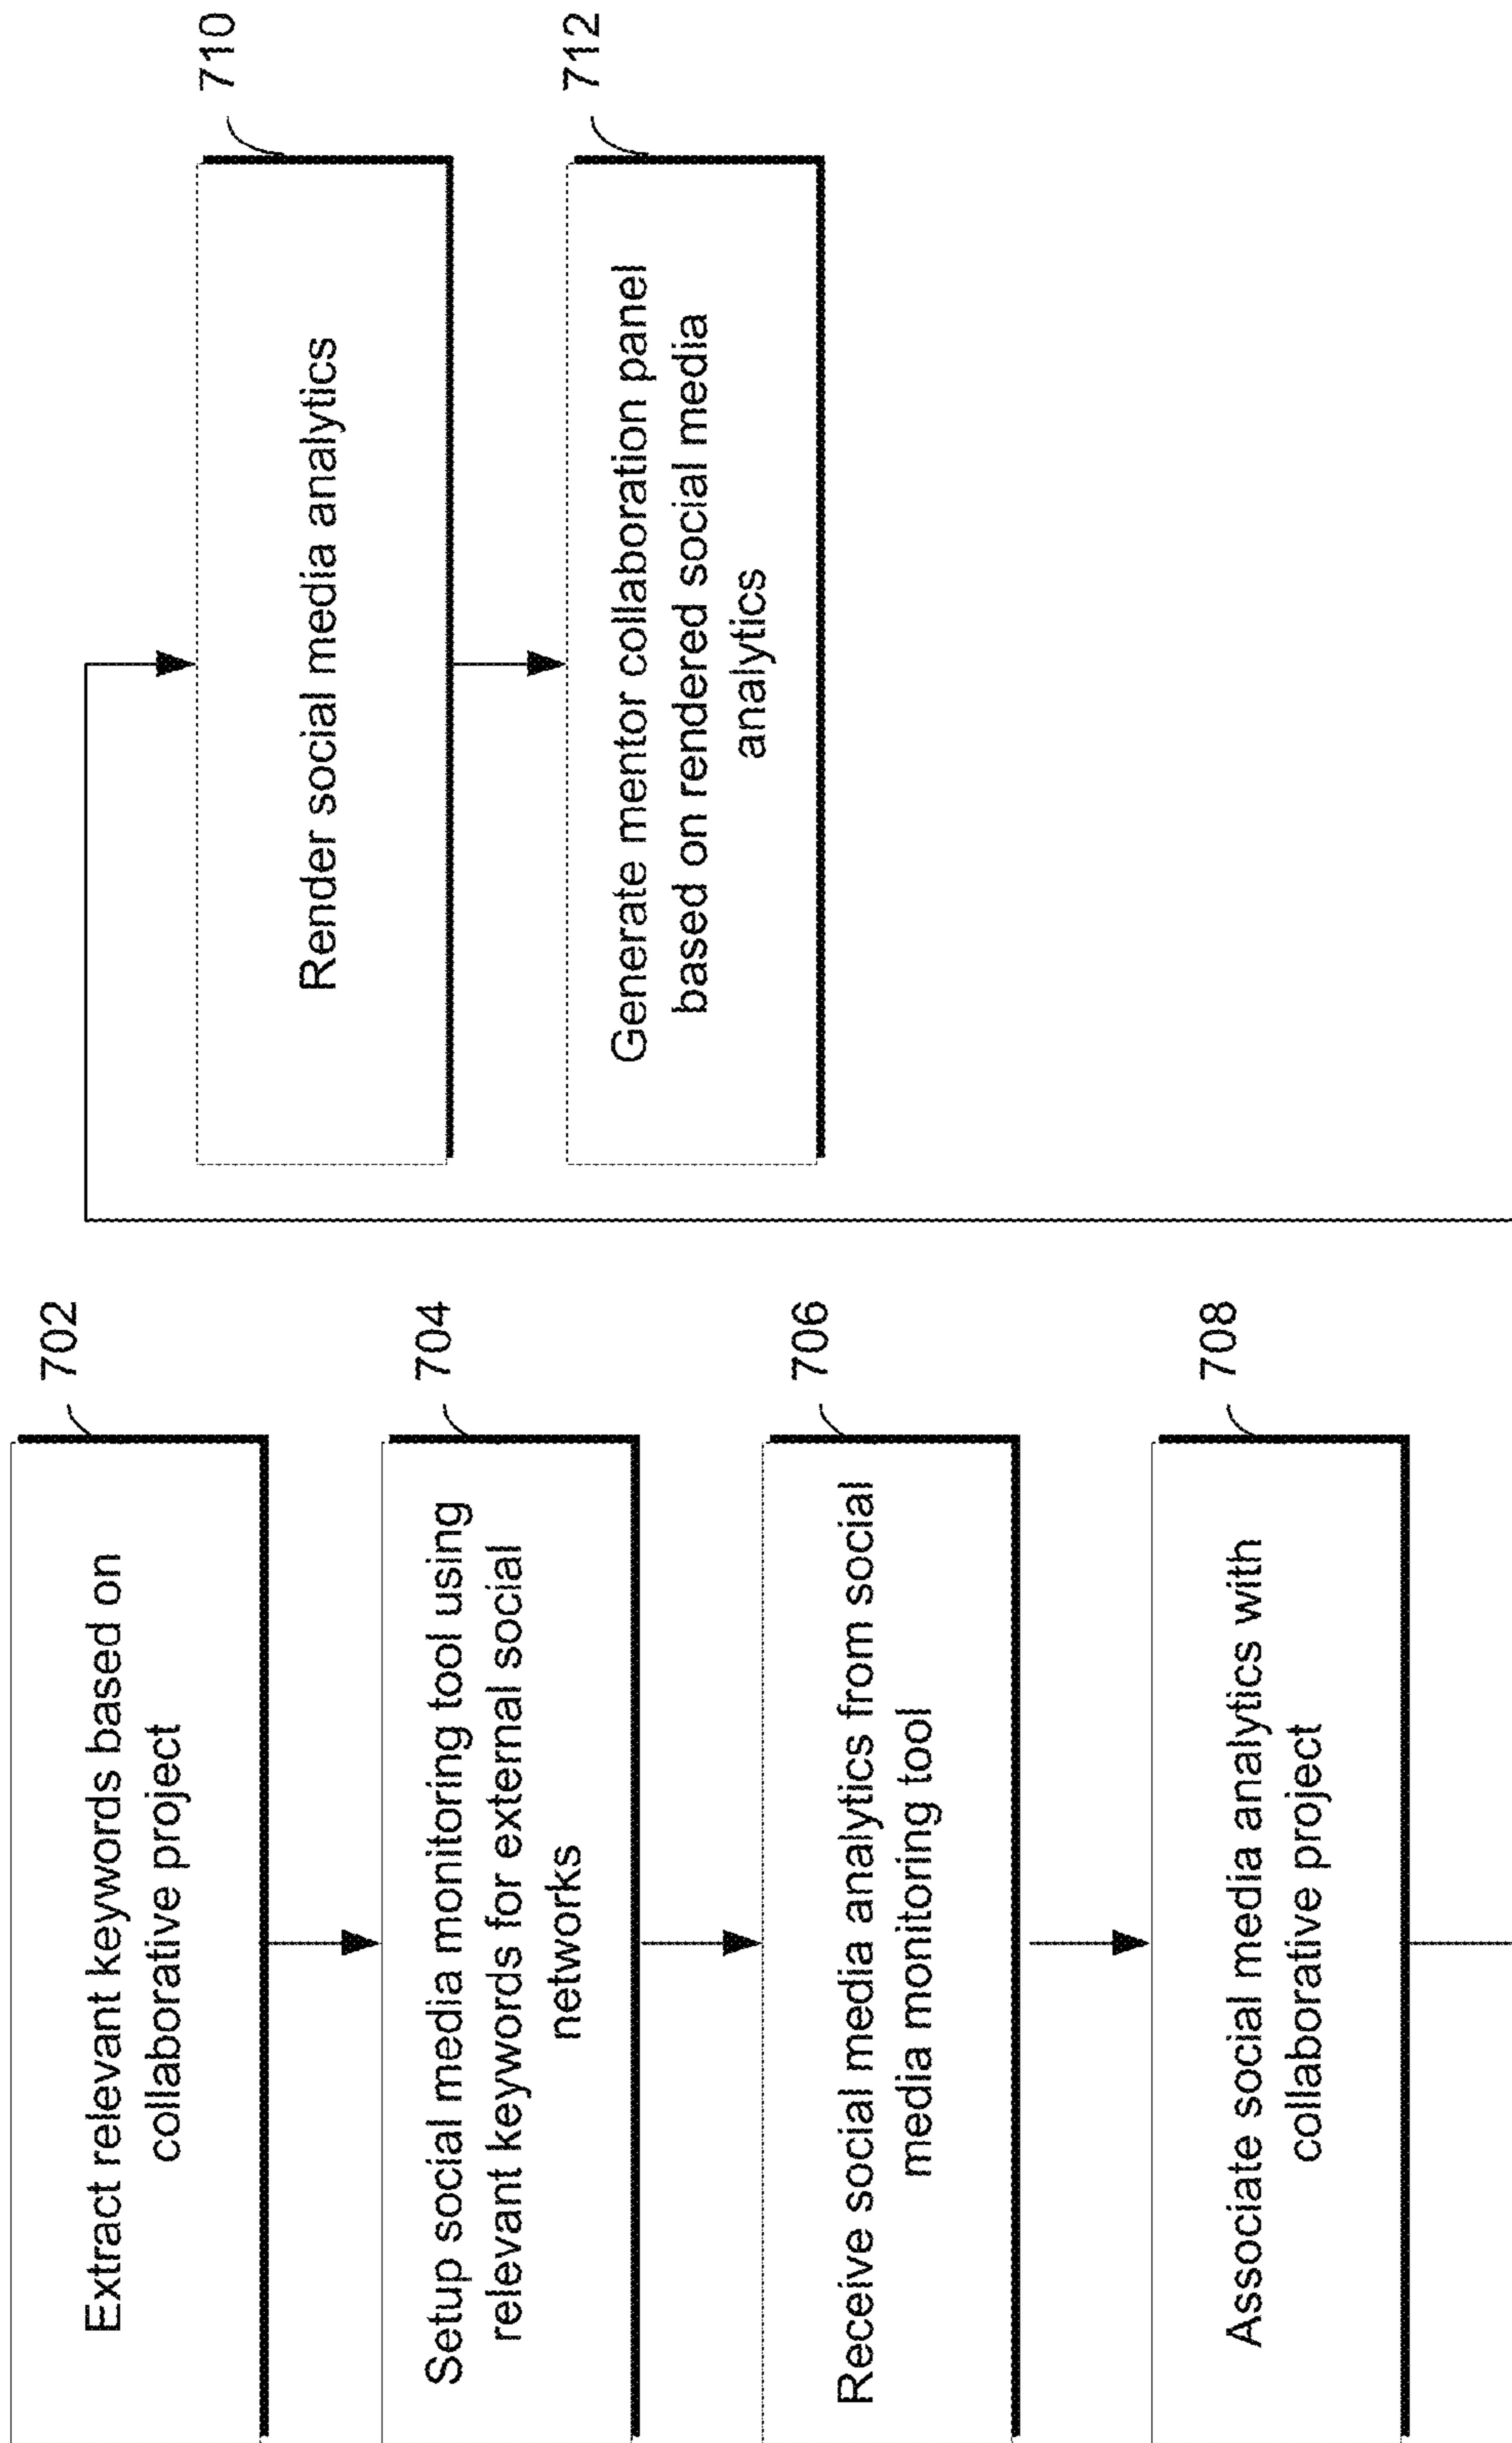 Extract relevant keywords based on
collaborative project
702
Setup social media monitoring tool using
relevant keywords for external social
networks
704
Receive social media analytics from social
media monitoring tool
706
Associate social media analytics with
collaborative project
708
Render social media analytics
710
Generate mentor collaboration panel
based on rendered social media
analytics
712